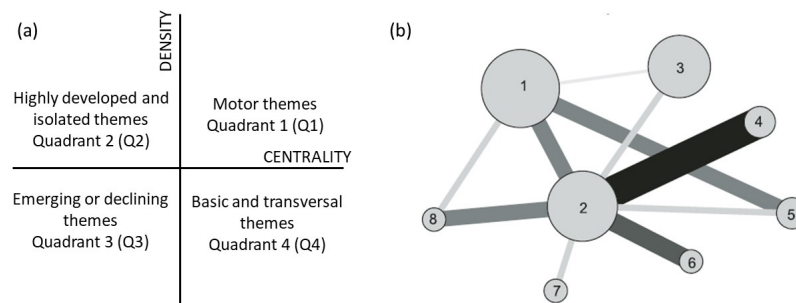 (a)
DENSITY
Highly developed and
isolated themes
Quadrant 2 (Q2)
Motor themes
Quadrant 1 (Q1)
CENTRALITY
Emerging or declining
themes
Quadrant 3 (Q3)
Basic and transversal
themes
Quadrant 4 (Q4)
(b)
1
3
4
2
5
8
6
7